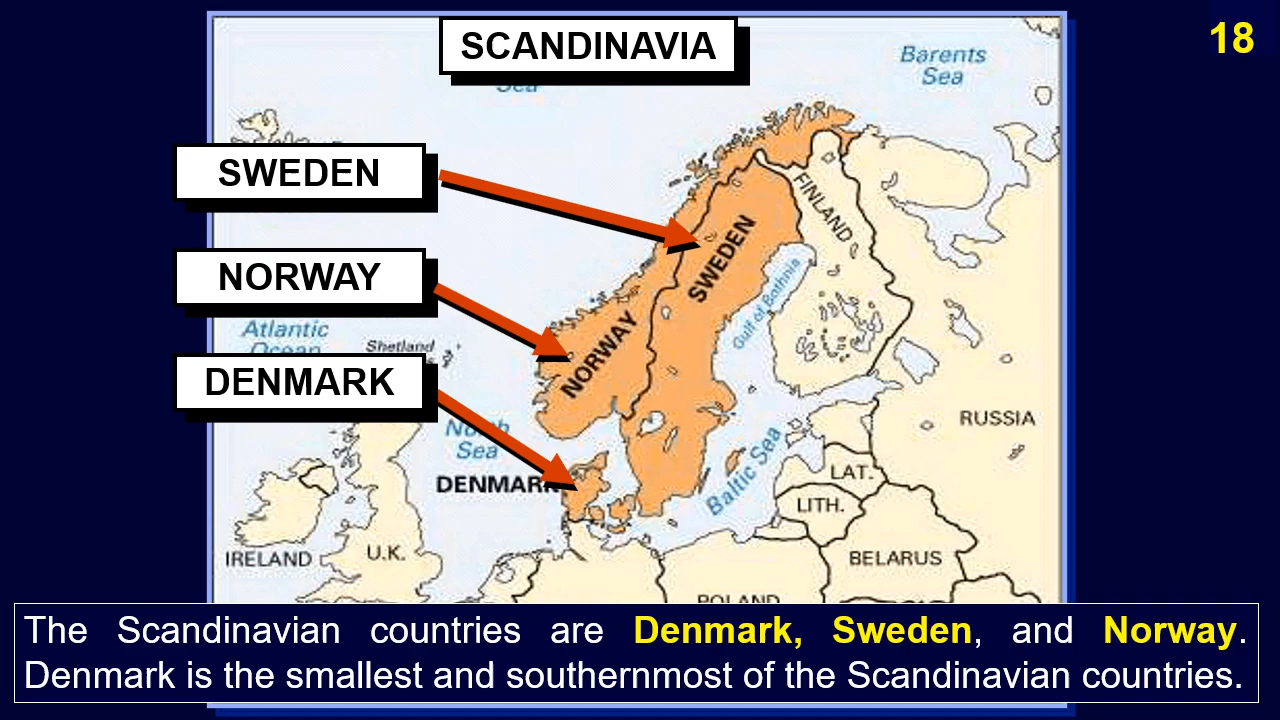 SCANDINAVIA
18
Barents
Sea
Sea
SWEDEN
FINLAND
SWEDEN
NORWAY
Gulf of Bothnia
Atlantic
Ocean
Shetland
NORWAY
DENMARK
RUSSIA
North
Sea
Baltic Sea
LAT.
DENMARK
LITH.
IRELAND
U.K.
BELARUS
POLAND
The Scandinavian countries are Denmark, Sweden, and Norway.
Denmark is the smallest and southernmost of the Scandinavian countries.